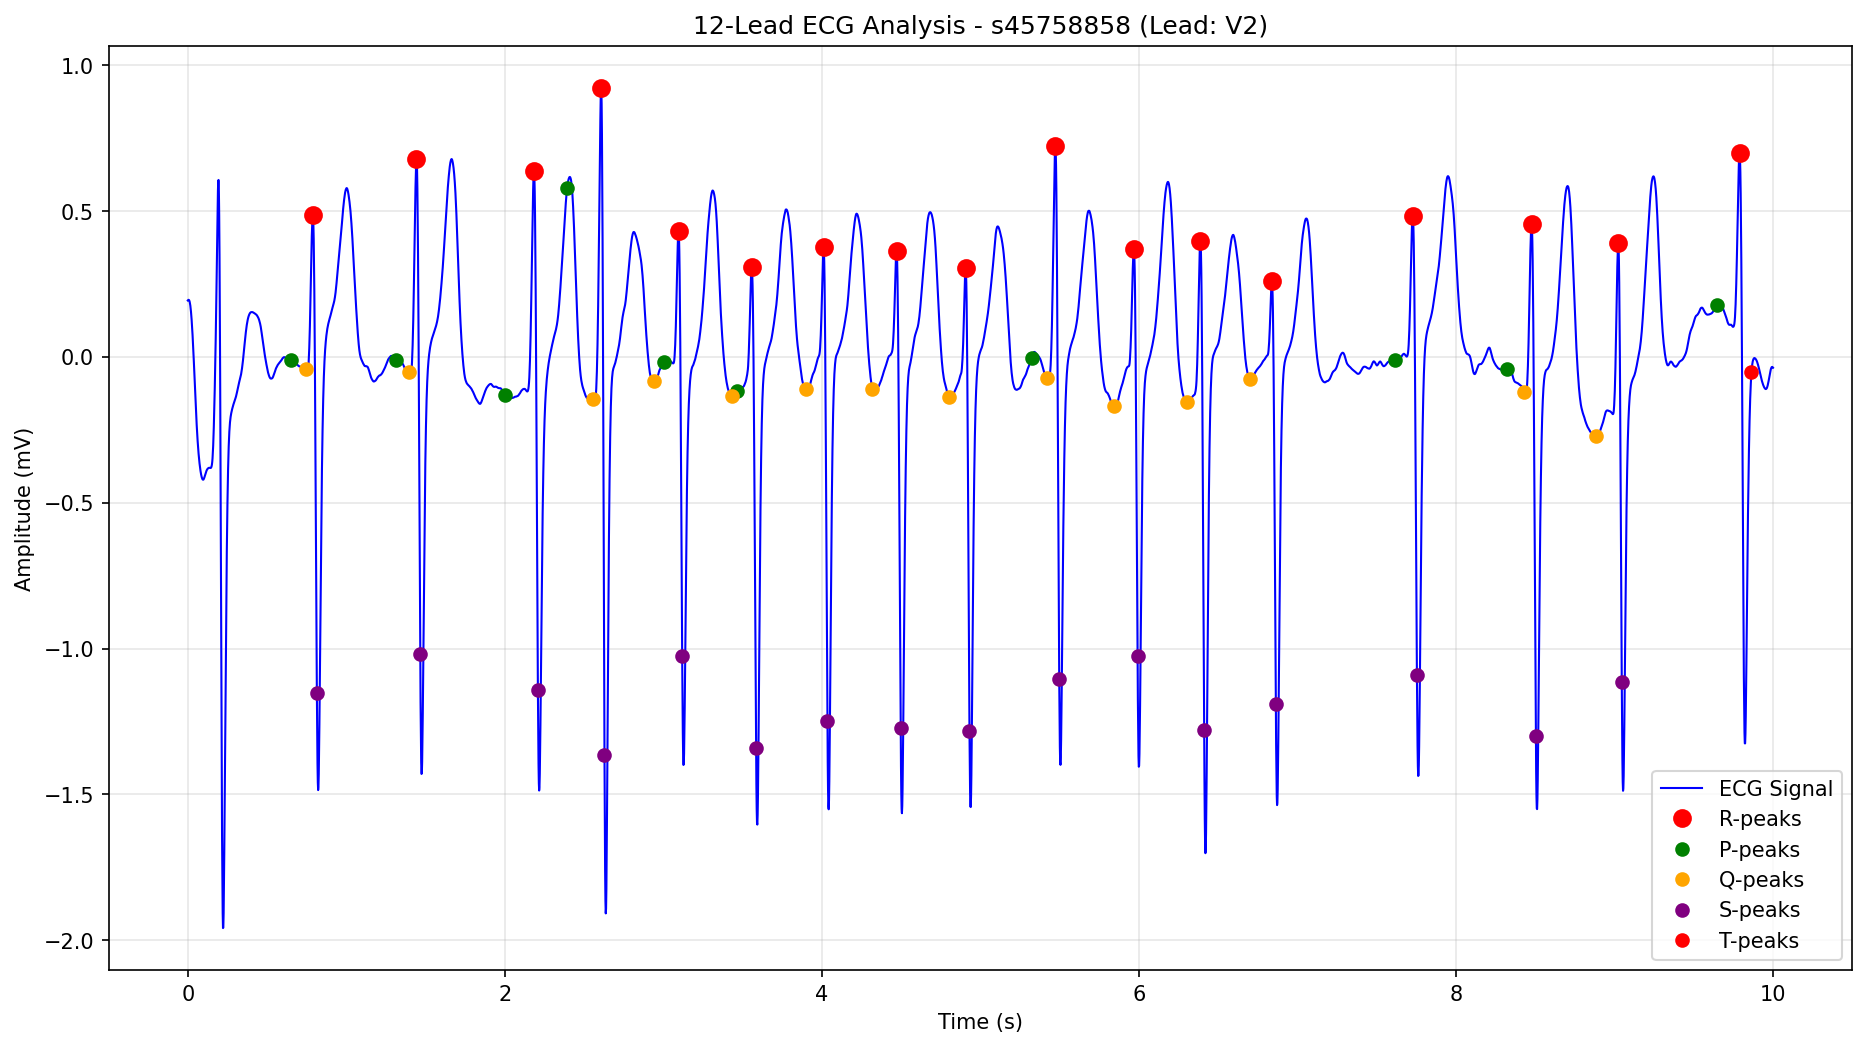 12-Lead ECG Analysis - s45758858 (Lead: V2)
1.0
0.5
0.0
−0.5
−1.0
−1.5
−2.0
Amplitude (mV)
0
2
4
6
8
10
Time (s)
ECG Signal
R-peaks
P-peaks
Q-peaks
S-peaks
T-peaks